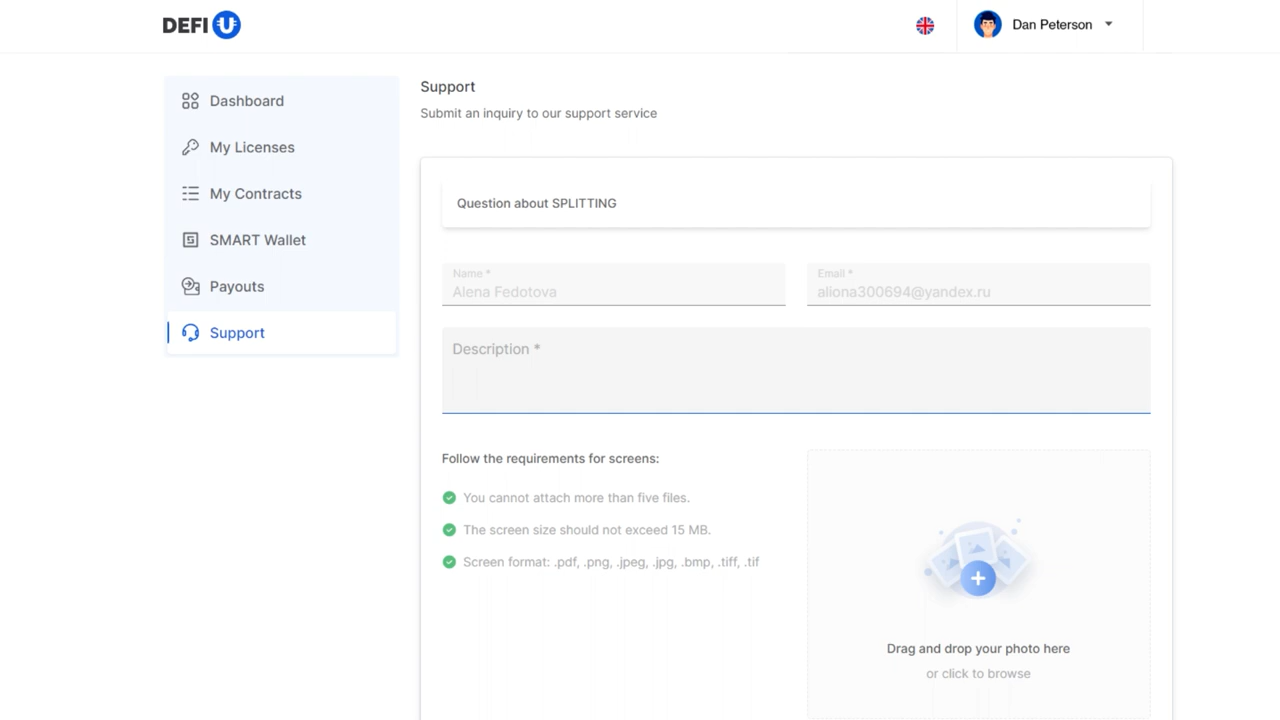 DEFI U
Dan Peterson
Dashboard
My Licenses
My Contracts
SMART Wallet
Payouts
Support
Support
Submit an inquiry to our support service
Question about SPLITTING
Name *
Alena Fedotova
Email *
aliona300694@yandex.ru
Description *
Follow the requirements for screens:
You cannot attach more than five files.
The screen size should not exceed 15 MB.
Screen format: .pdf, .png, .jpeg, .jpg, .bmp, .tiff, .tif
Drag and drop your photo here
or click to browse